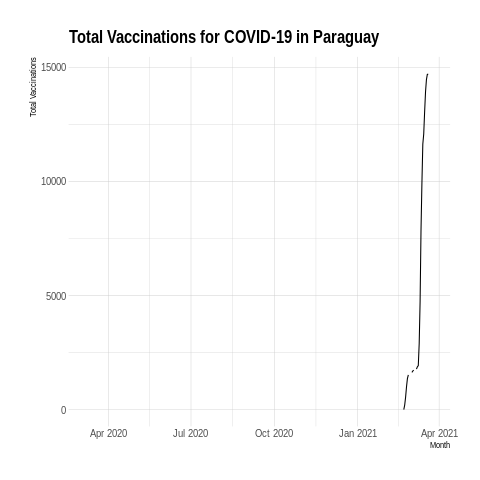 Total Vaccinations for COVID-19 in Paraguay
Total Vaccinations
15000
10000
5000
0
Apr 2020 Jul 2020 Oct 2020 Jan 2021 Apr 2021
Month